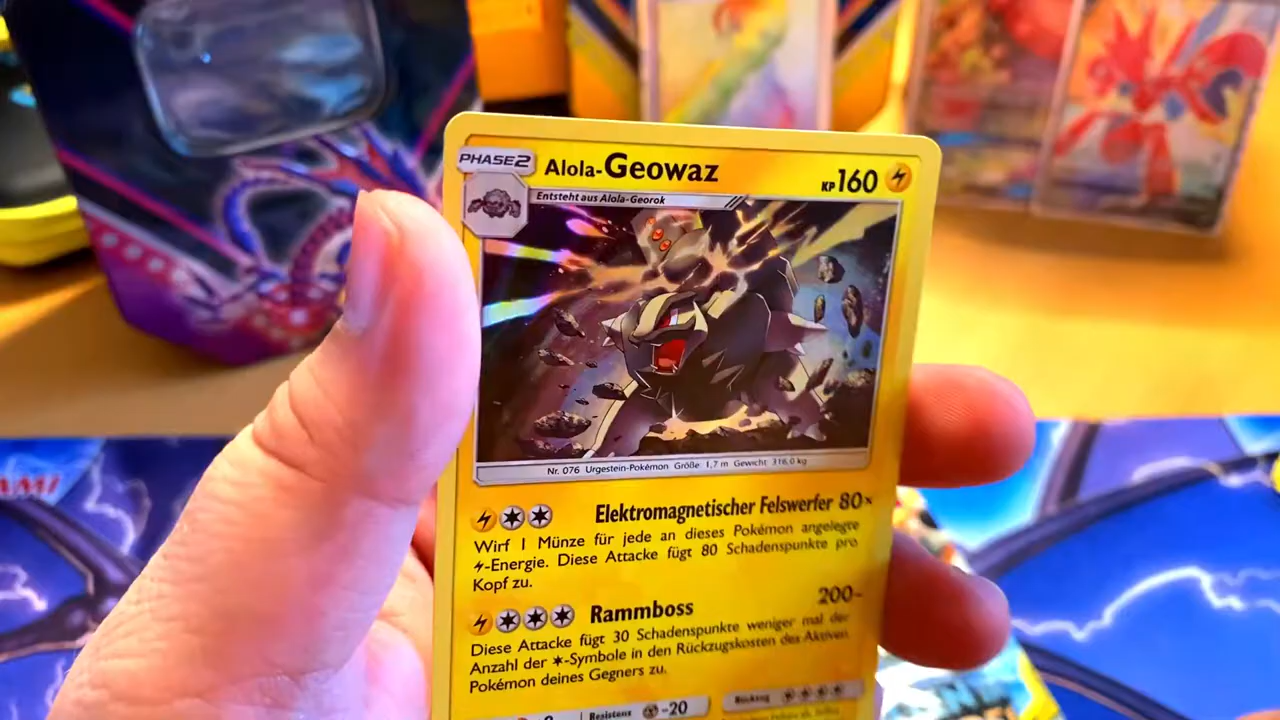 PHASE2 Alola-Geowaz KP160
Entsteht aus Alola-Georok
Nr. 076 Urgestein-Pokémon Größe: 1,7 m Gewicht: 316,0 kg
Elektromagnetischer Felswerfer 80×
Wirf 1 Münze für jede an dieses Pokémon angelegte
-Energie. Diese Attacke fügt 80 Schadenspunkte pro
Kopf zu.
Rammboss 200-
Diese Attacke fügt 30 Schadenspunkte weniger mal der
Anzahl der ✶-Symbole in den Rückzugskosten des Aktiven
Pokémon deines Gegners zu.
Resistenz -20 Rückzug
AMI